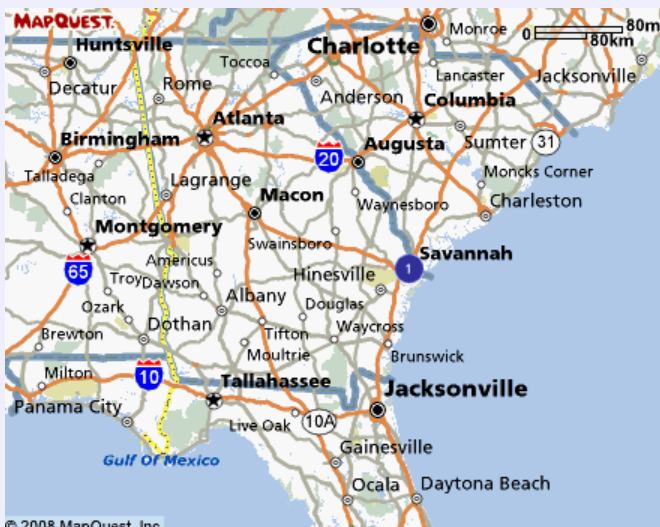 MAPQUEST.
Monroe
0 80mi
80km
Huntsville
Charlotte
Toccoa
Lancaster
Jacksonville
Decatur
Rome
Anderson
Columbia
Atlanta
Birmingham
20
Augusta
Sumter
31
Talladega
Clanton
Lagrange
Macon
Moncks Corner
Waynesboro
Charleston
Montgomery
Swainsboro
Savannah
65
Americus
Hinesville
1
Troy
Dawson
Ozark
Albany
Douglas
Brewton
Dothan
Tifton
Waycross
Moultrie
Brunswick
Milton
10
Tallahassee
Jacksonville
Panama City
Live Oak
10A
Gainesville
Gulf Of Mexico
Ocala
Daytona Beach
© 2008 MapQuest, Inc